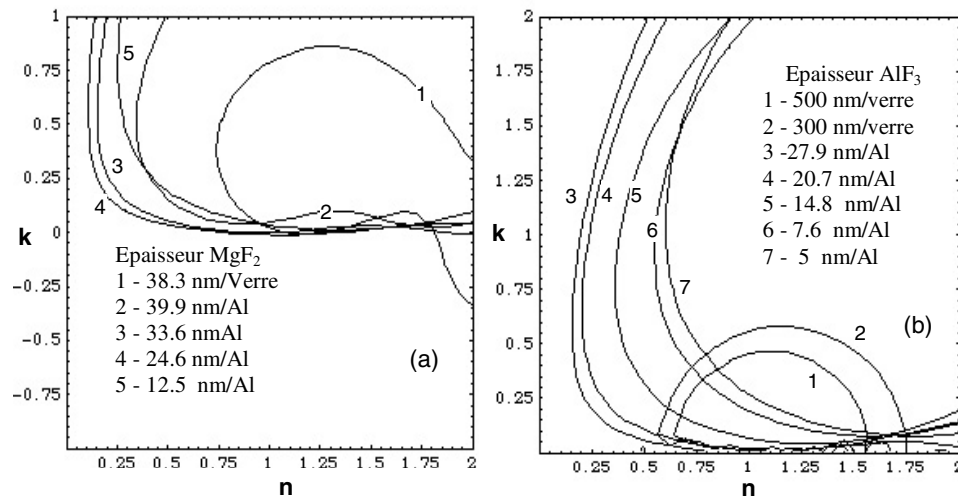 0.75
0.5
0.25
k
0
-0.25
-0.5
-0.75
0.25 0.5 0.75 1 1.25 1.5 1.75 2
n
5
1
3
4
2
Epaisseur MgF2
1 - 38.3 nm/Verre
2 - 39.9 nm/Al
3 - 33.6 nmAl
4 - 24.6 nm/Al
5 - 12.5 nm/Al
(a)
2
1.75
1.5
1.25
k 1
0.75
0.5
0.25
0.25 0.5 0.75 1 1.25 1.5 1.75 2
n
Epaisseur AlF3
1 - 500 nm/verre
2 - 300 nm/verre
3 -27.9 nm/Al
4 - 20.7 nm/Al
5 - 14.8 nm/Al
6 - 7.6 nm/Al
7 - 5 nm/Al
3
4
5
6
7
2
1
(b)